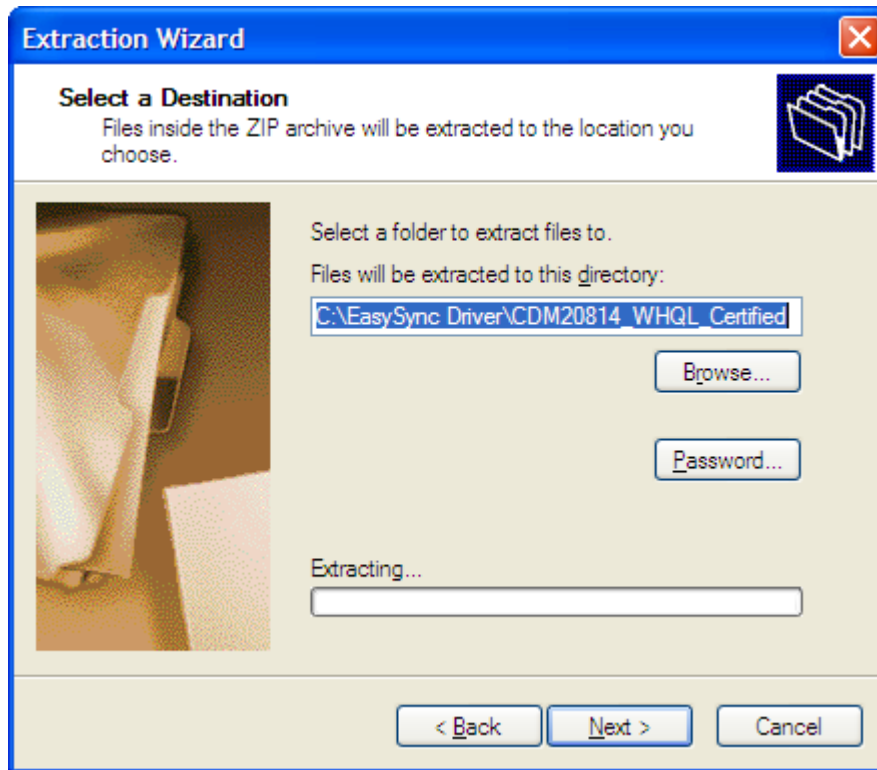 Extraction Wizard
Select a Destination
Files inside the ZIP archive will be extracted to the location you
choose.
Select a folder to extract files to.
Files will be extracted to this directory:
C:\EasySync Driver\CDM20814_WHQL_Certified
Browse...
Password...
Extracting...
< Back
Next >
Cancel